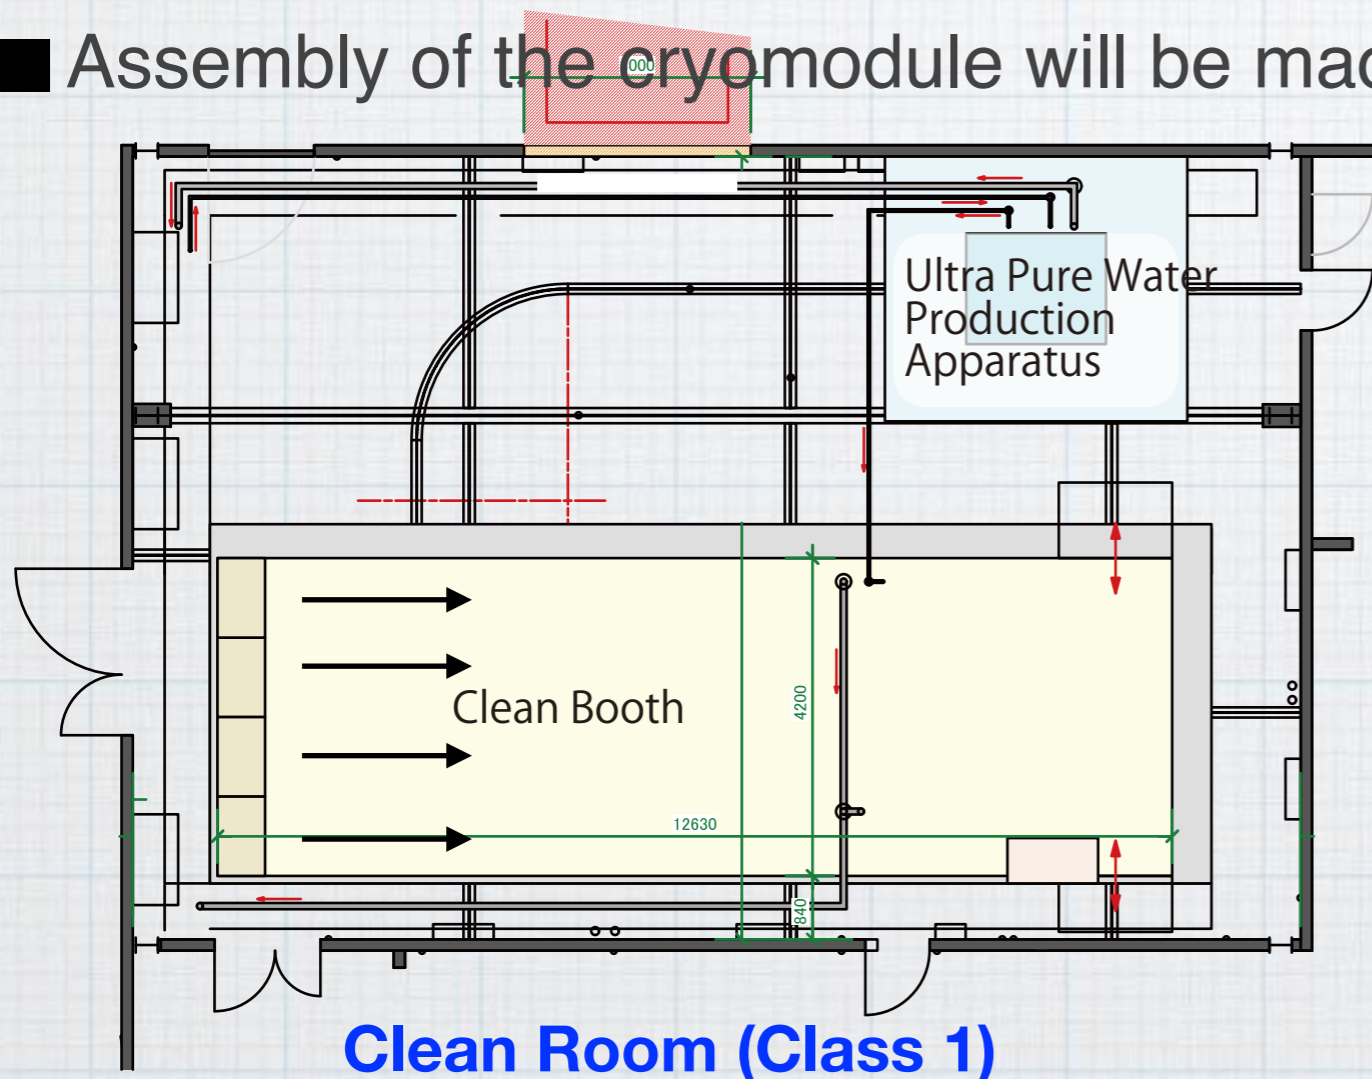 Assembly of the cryomodule will be mad
000
Ultra Pure Water
Production
Apparatus
4200
Clean Booth
12630
840
Clean Room (Class 1)